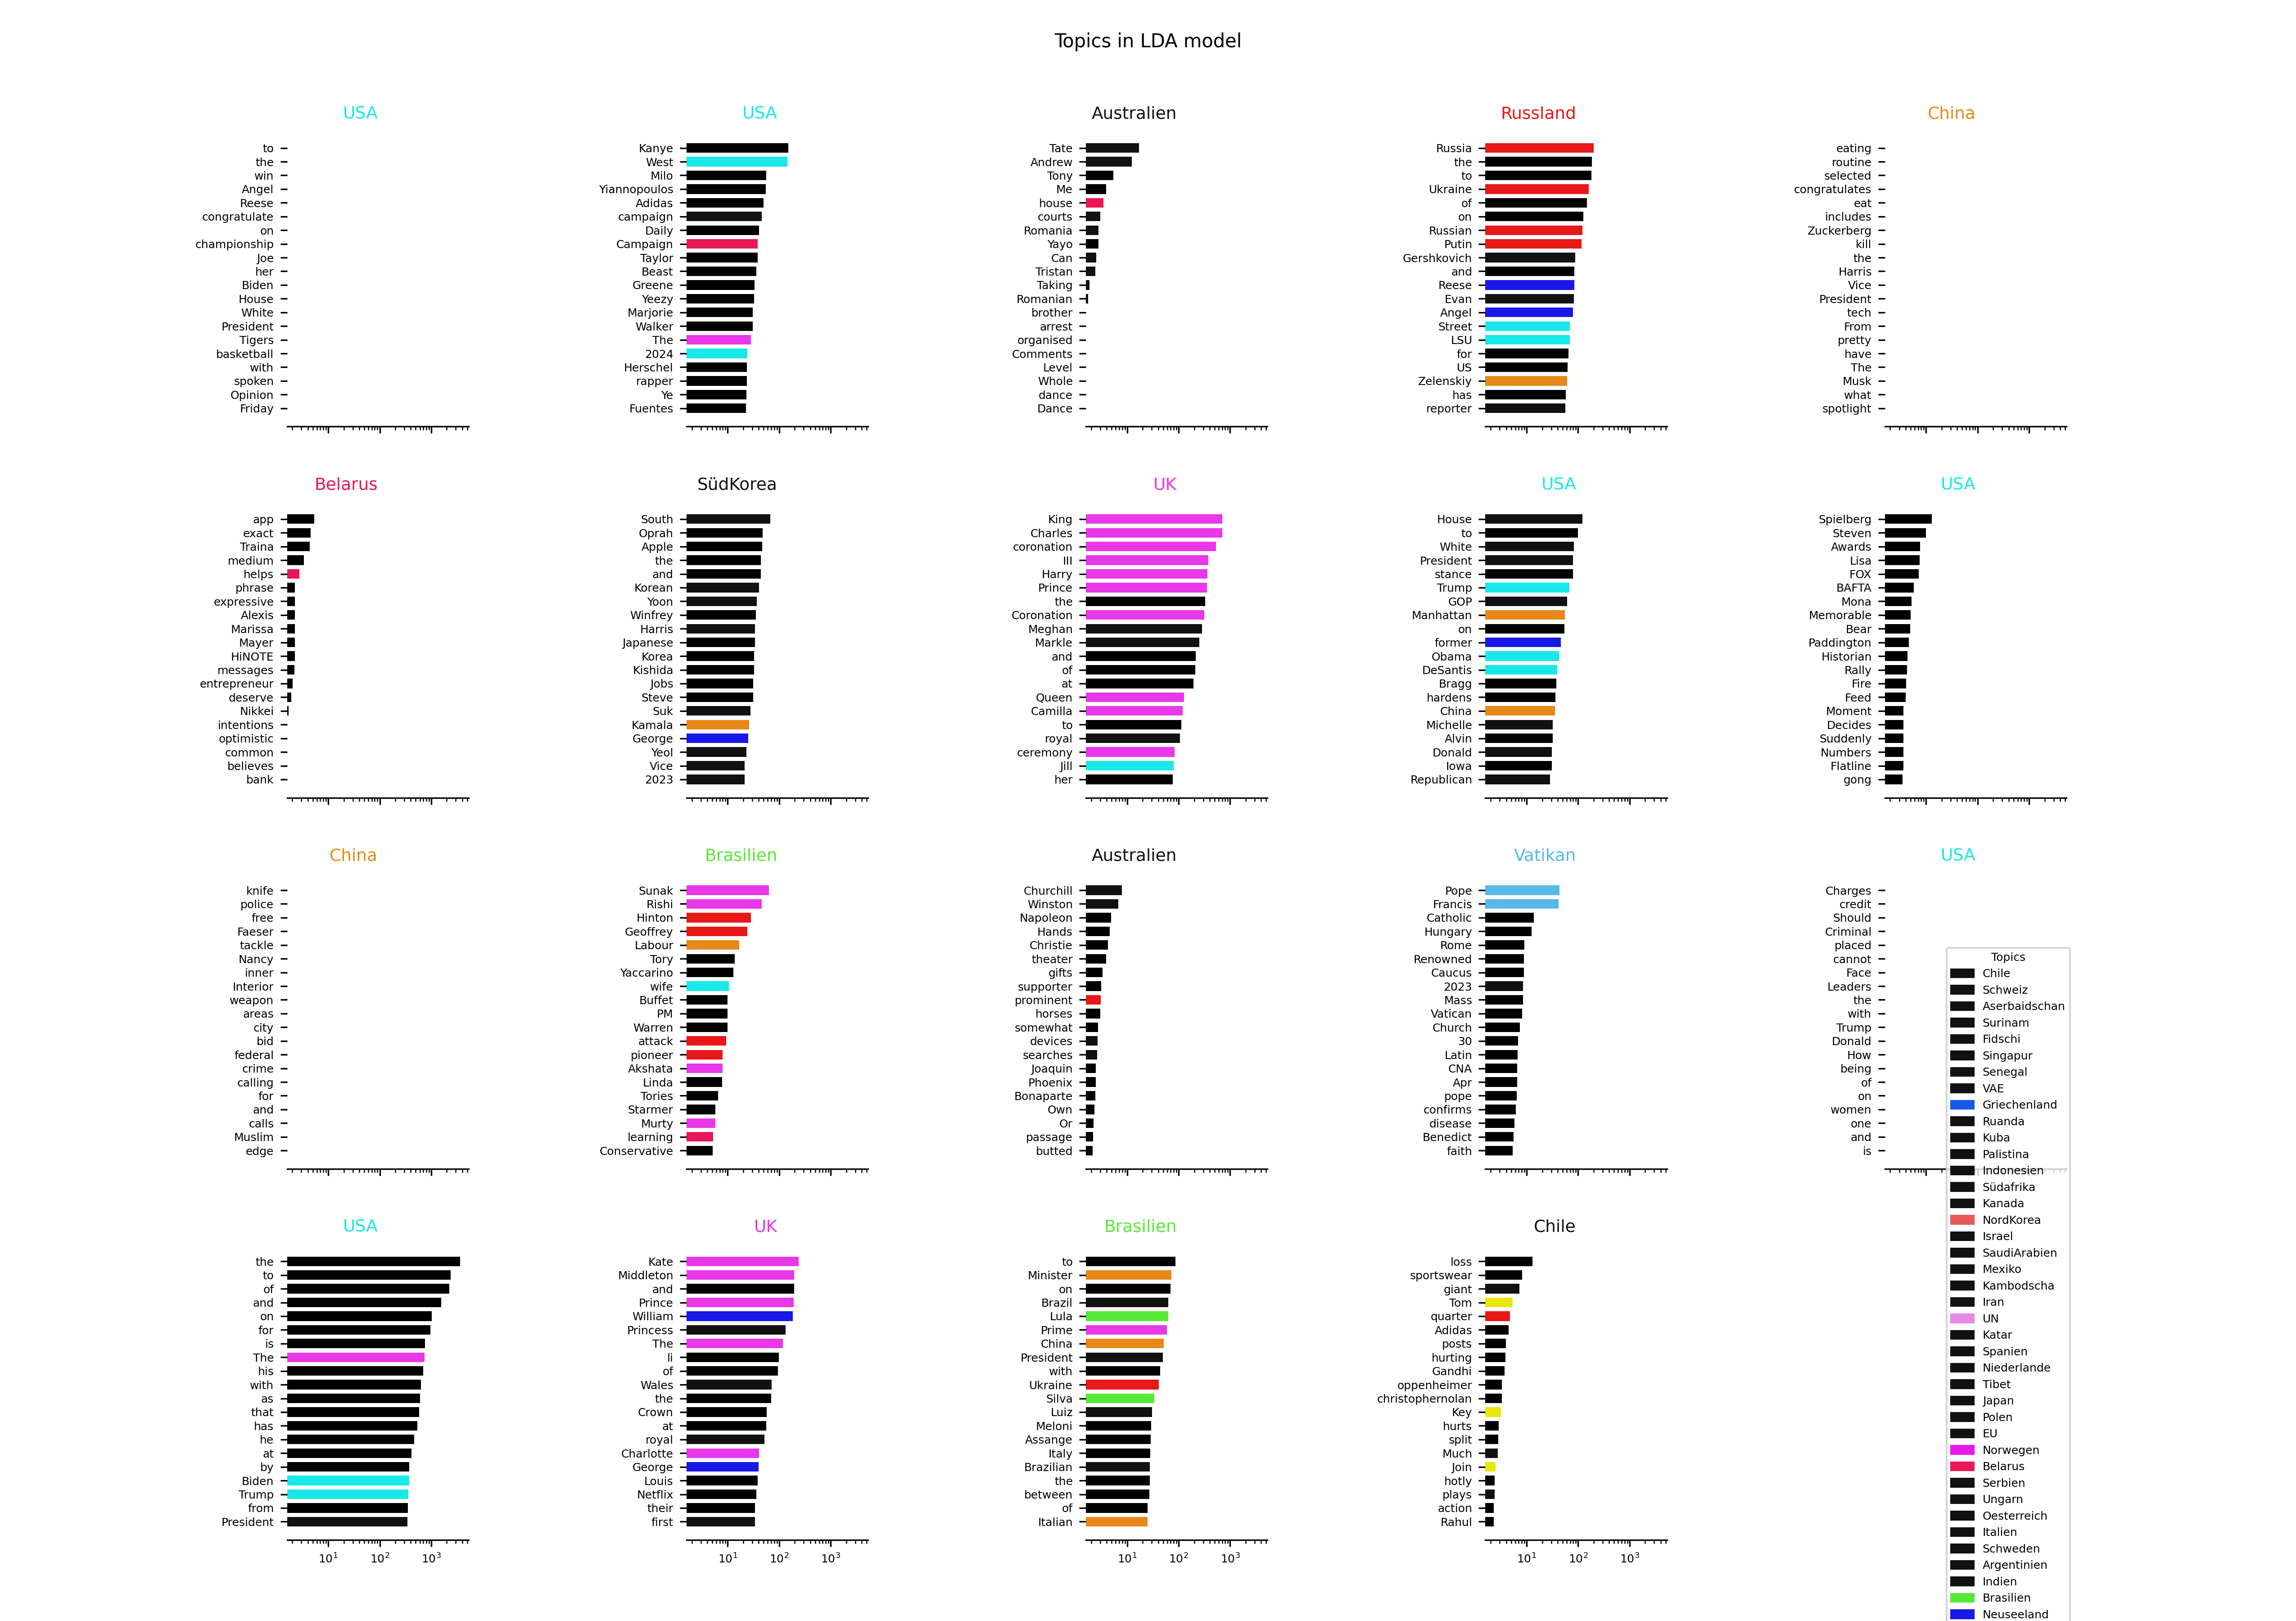 Topics in LDA model
USA
to
the
win
Angel
Reese
congratulate
on
championship
Joe
her
Biden
House
White
President
Tigers
basketball
with
spoken
Opinion
Friday
USA
Kanye
West
Milo
Yiannopoulos
Adidas
campaign
Daily
Campaign
Taylor
Beast
Greene
Yeezy
Marjorie
Walker
The
2024
Herschel
rapper
Ye
Fuentes
Australien
Tate
Andrew
Tony
Me
house
courts
Romania
Yayo
Can
Tristan
Taking
Romanian
brother
arrest
organised
Comments
Level
Whole
dance
Dance
Russland
Russia
the
to
Ukraine
of
on
Russian
Putin
Gershkovich
and
Reese
Evan
Angel
Street
LSU
for
US
Zelenskiy
has
reporter
China
eating
routine
selected
congratulates
eat
includes
Zuckerberg
kill
the
Harris
Vice
President
tech
From
pretty
have
The
Musk
what
spotlight
Belarus
app
exact
Traina
medium
helps
phrase
expressive
Alexis
Marissa
Mayer
HiNOTE
messages
entrepreneur
deserve
Nikkei
intentions
optimistic
common
believes
bank
SüdKorea
South
Oprah
Apple
the
and
Korean
Yoon
Winfrey
Harris
Japanese
Korea
Kishida
Jobs
Steve
Suk
Kamala
George
Yeol
Vice
2023
UK
King
Charles
coronation
III
Harry
Prince
the
Coronation
Meghan
Markle
and
of
at
Queen
Camilla
to
royal
ceremony
Jill
her
USA
House
to
White
President
stance
Trump
GOP
Manhattan
on
former
Obama
DeSantis
Bragg
hardens
China
Michelle
Alvin
Donald
Iowa
Republican
USA
Spielberg
Steven
Awards
Lisa
FOX
BAFTA
Mona
Memorable
Bear
Paddington
Historian
Rally
Fire
Feed
Moment
Decides
Suddenly
Numbers
Flatline
gong
China
knife
police
free
Faeser
tackle
Nancy
inner
Interior
weapon
areas
city
bid
federal
crime
calling
for
and
calls
Muslim
edge
Brasilien
Sunak
Rishi
Hinton
Geoffrey
Labour
Tory
Yaccarino
wife
Buffet
PM
Warren
attack
pioneer
Akshata
Linda
Tories
Starmer
Murty
learning
Conservative
Australien
Churchill
Winston
Napoleon
Hands
Christie
theater
gifts
supporter
prominent
horses
somewhat
devices
searches
Joaquin
Phoenix
Bonaparte
Own
Or
passage
butted
Vatikan
Pope
Francis
Catholic
Hungary
Rome
Renowned
Caucus
2023
Mass
Vatican
Church
30
Latin
CNA
Apr
pope
confirms
disease
Benedict
faith
USA
Charges
credit
Should
Criminal
placed
cannot
Face
Leaders
the
with
Trump
Donald
How
being
of
on
women
one
and
is
USA
the
to
of
and
on
for
is
The
his
with
as
that
has
he
at
by
Biden
Trump
from
President
10¹ 10² 10³
UK
Kate
Middleton
and
Prince
William
Princess
The
li
of
Wales
the
Crown
at
royal
Charlotte
George
Louis
Netflix
their
first
10¹ 10² 10³
Brasilien
to
Minister
on
Brazil
Lula
Prime
China
President
with
Ukraine
Silva
Luiz
Meloni
Assange
Italy
Brazilian
the
between
of
Italian
10¹ 10² 10³
Chile
loss
sportswear
giant
Tom
quarter
Adidas
posts
hurting
Gandhi
oppenheimer
christophernolan
Key
hurts
split
Much
Join
hotly
plays
action
Rahul
10¹ 10² 10³
Topics
Chile
Schweiz
Aserbaidschan
Surinam
Fidschi
Singapur
Senegal
VAE
Griechenland
Ruanda
Kuba
Palistina
Indonesien
Südafrika
Kanada
NordKorea
Israel
SaudiArabien
Mexiko
Kambodscha
Iran
UN
Katar
Spanien
Niederlande
Tibet
Japan
Polen
EU
Norwegen
Belarus
Serbien
Ungarn
Oesterreich
Italien
Schweden
Argentinien
Indien
Brasilien
Neuseeland